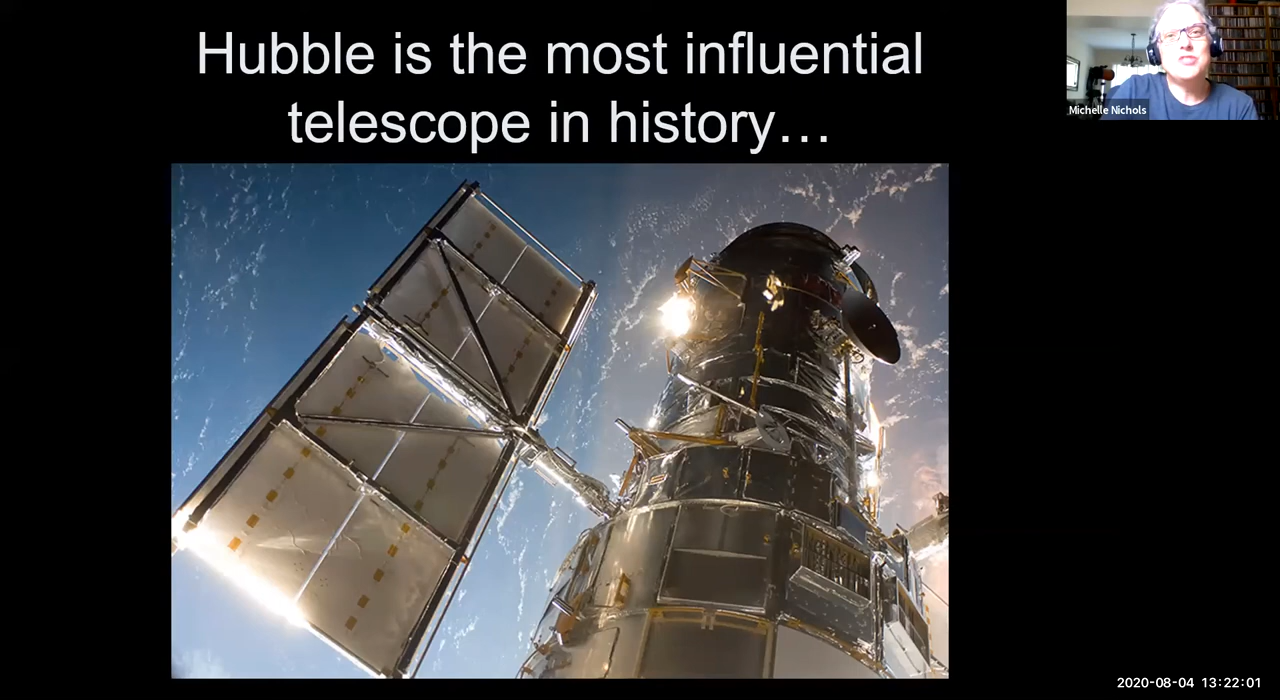 Hubble is the most influential
telescope in history…
Michelle Nichols
2020-08-04 13:22:01